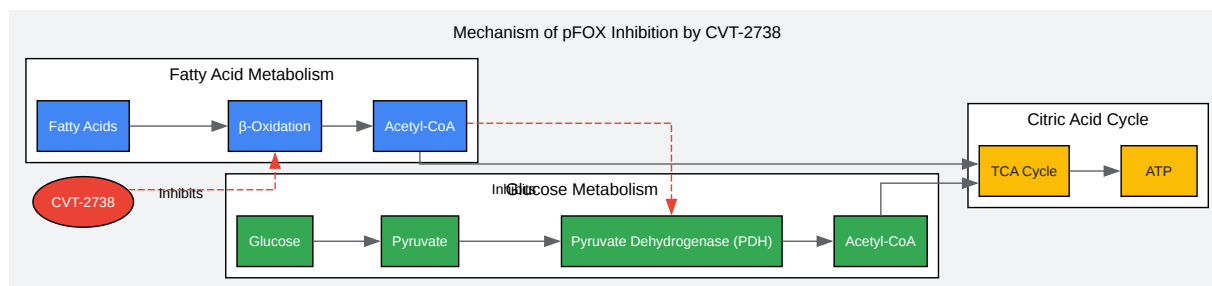 Mechanism of pFOX Inhibition by CVT-2738
Fatty Acid Metabolism
Fatty Acids
β-Oxidation
Acetyl-CoA
Citric Acid Cycle
TCA Cycle
ATP
CVT-2738
Inhibits
Inhibits
Glucose Metabolism
Glucose
Pyruvate
Pyruvate Dehydrogenase (PDH)
Acetyl-CoA